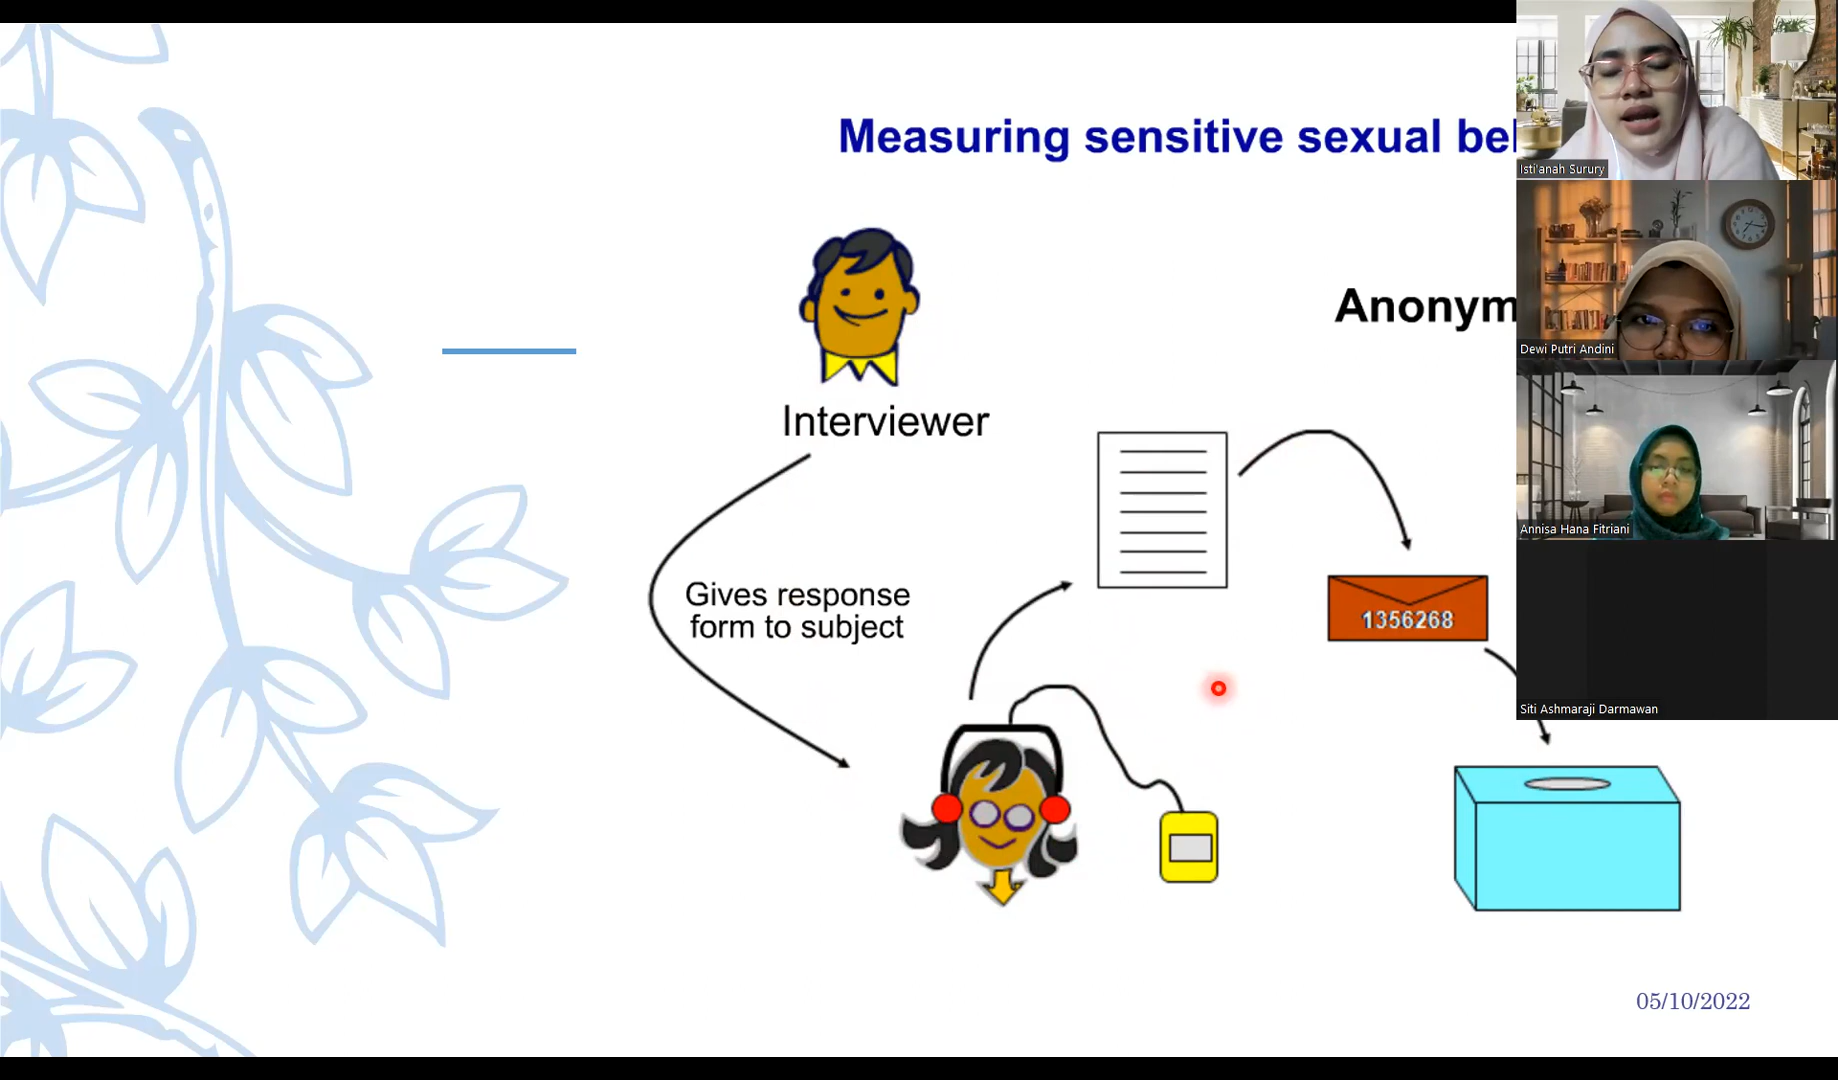 Measuring sensitive sexual
Interviewer
Anonym
Gives response
form to subject
1356268
05/10/2022
Isti'anah Surury
Dewi Putri Andini
Annisa Hana Fitriani
Siti Ashmaraji Darmawan